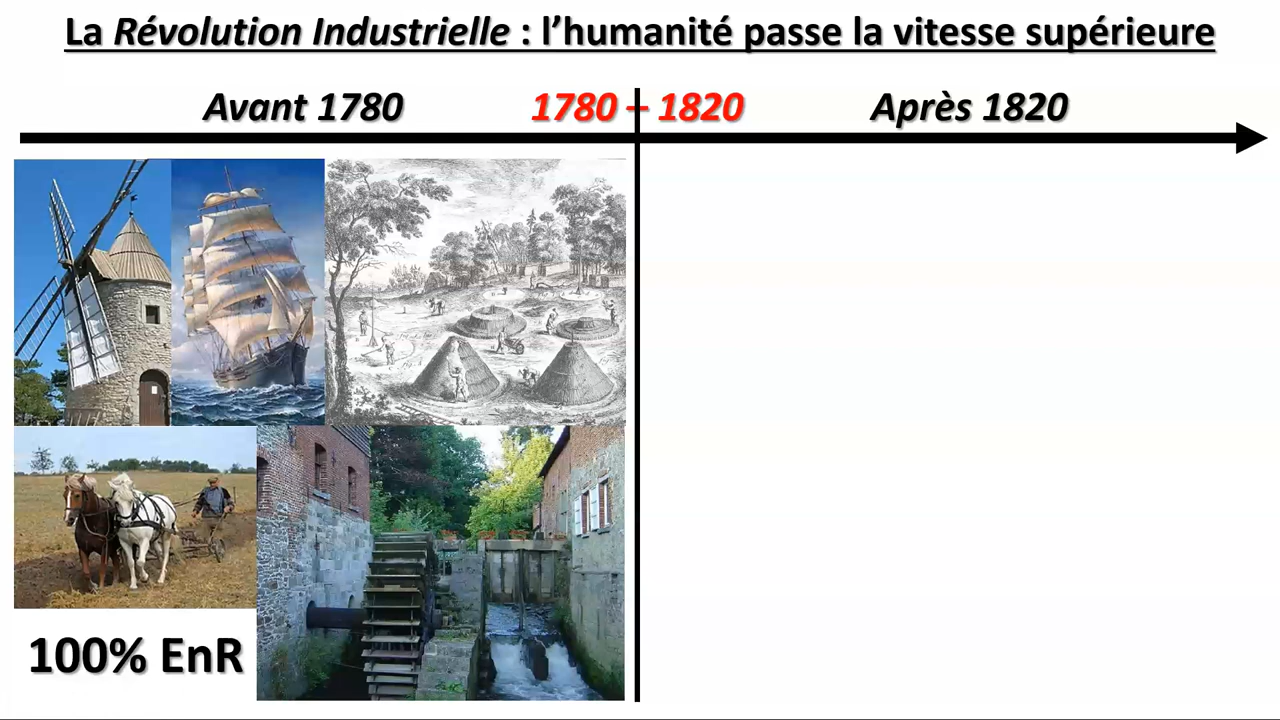 La Révolution Industrielle : l’humanité passe la vitesse supérieure
Avant 1780
1780 – 1820
Après 1820
100% EnR